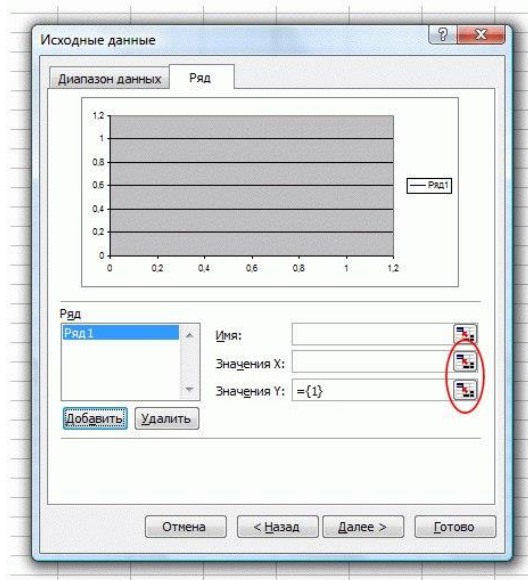 Исходные данные
Диапазон данных Ряд
1,2
1
0,8
0,6
0,4
0,2
0
0 0,2 0,4 0,6 0,8 1 1,2
Ряд1
Ряд
Ряд1
Имя:
Значения X:
Значения Y: ={1}
Добавить Удалить
Отмена < Назад Далее > Готово